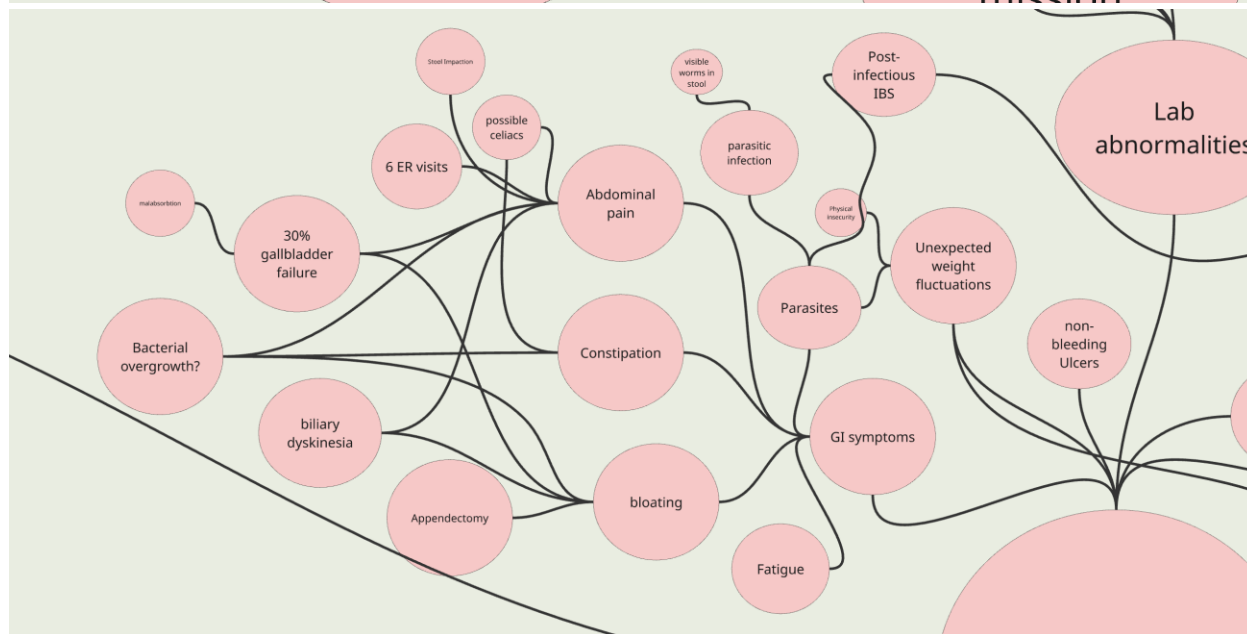 Stool Impaction
possible
celiacs
6 ER visits
malabsorbtion
30%
gallbladder
failure
Bacterial
overgrowth?
biliary
dyskinesia
Appendectomy
Abdominal
pain
Constipation
bloating
visible
worms in
stool
parasitic
infection
Post-
infectious
IBS
Physical
insecurity
Parasites
Unexpected
weight
fluctuations
non-
bleeding
Ulcers
GI symptoms
Fatigue
Lab
abnormalities